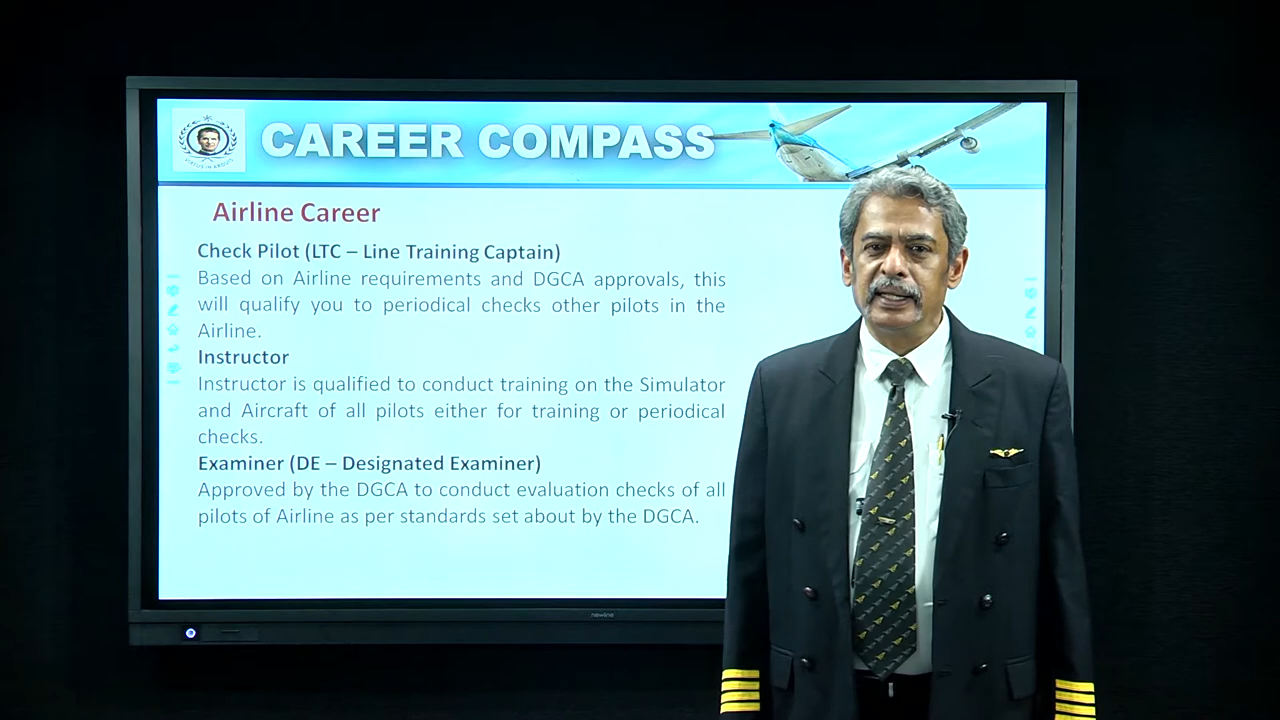 CAREER COMPASS
Airline Career
Check Pilot (LTC – Line Training Captain)
Based on Airline requirements and DGCA approvals, this
will qualify you to periodical checks other pilots in the
Airline.
Instructor
Instructor is qualified to conduct training on the Simulator
and Aircraft of all pilots either for training or periodical
checks.
Examiner (DE – Designated Examiner)
Approved by the DGCA to conduct evaluation checks of all
pilots of Airline as per standards set about by the DGCA.
newline